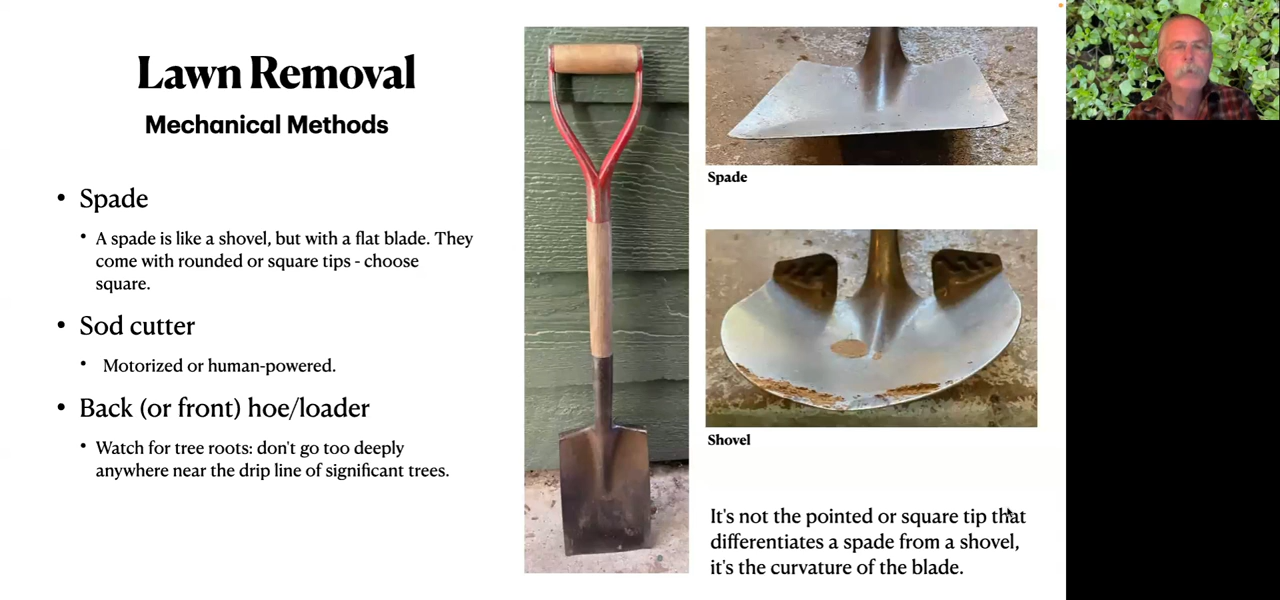 Lawn Removal
Mechanical Methods
• Spade
• A spade is like a shovel, but with a flat blade. They
come with rounded or square tips - choose
square.
• Sod cutter
• Motorized or human-powered.
• Back (or front) hoe/loader
• Watch for tree roots: don't go too deeply
anywhere near the drip line of significant trees.
Spade
Shovel
It's not the pointed or square tip that
differentiates a spade from a shovel,
it's the curvature of the blade.